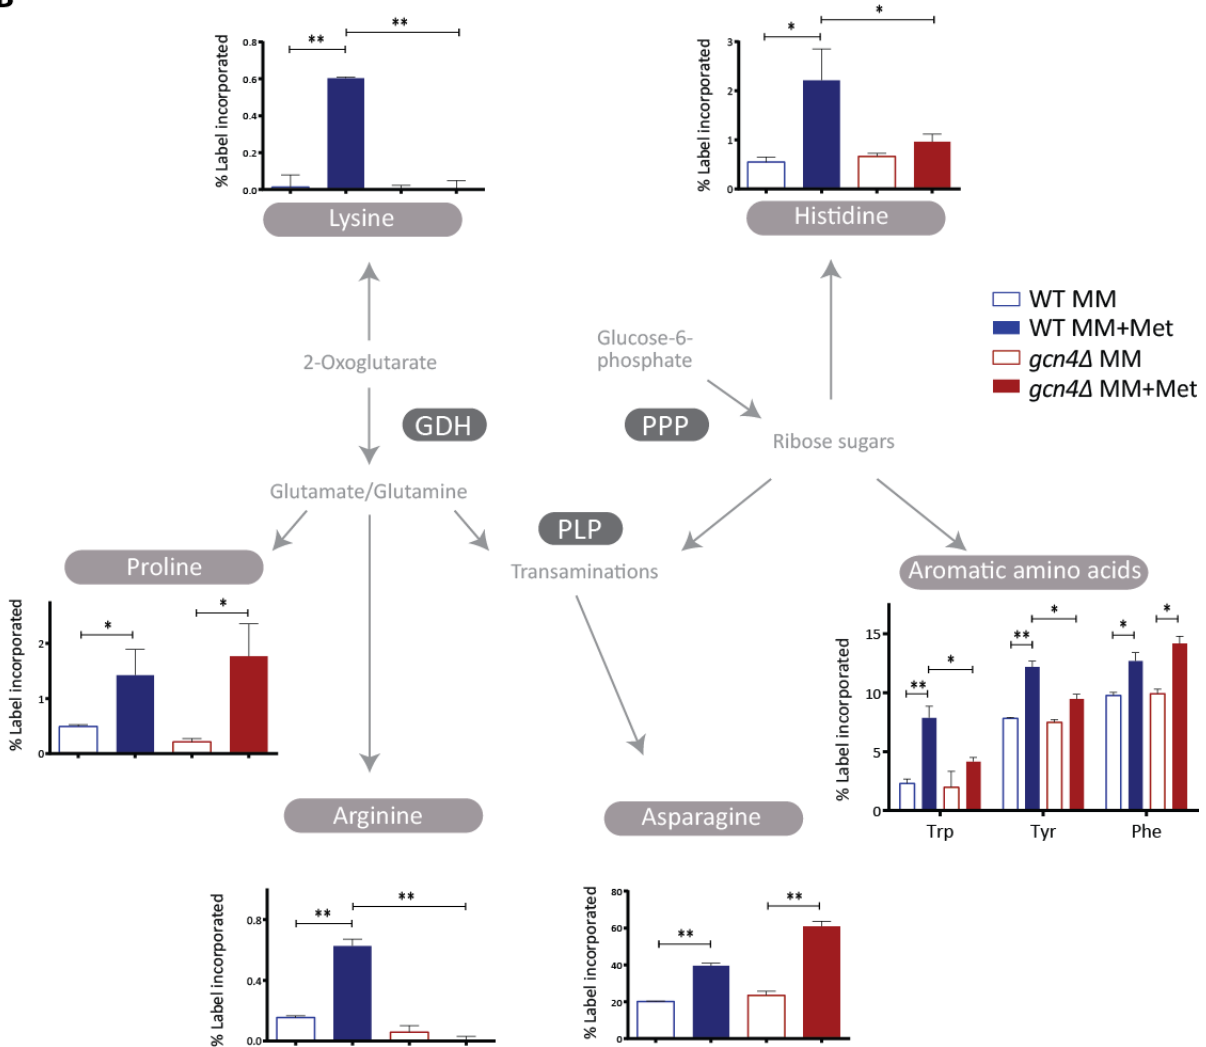 **
**
% Label incorporated
0.8
0.6
0.4
0.2
0.0
Lysine
*
*
% Label incorporated
3
2
1
0
Histidine
WT MM
WT MM+Met
gcn4Δ MM
gcn4Δ MM+Met
2-Oxoglutarate
Glucose-6-
phosphate
GDH
PPP
Ribose sugars
Glutamate/Glutamine
PLP
Transaminations
Proline
*
*
% Label incorporated
2
1
0
Aromatic amino acids
**
*
**
*
*
*
% Label incorporated
15
10
5
0
Trp
Tyr
Phe
Arginine
**
**
% Label incorporated
0.8
0.4
0.0
Asparagine
**
**
% Label incorporated
80
60
40
20
0